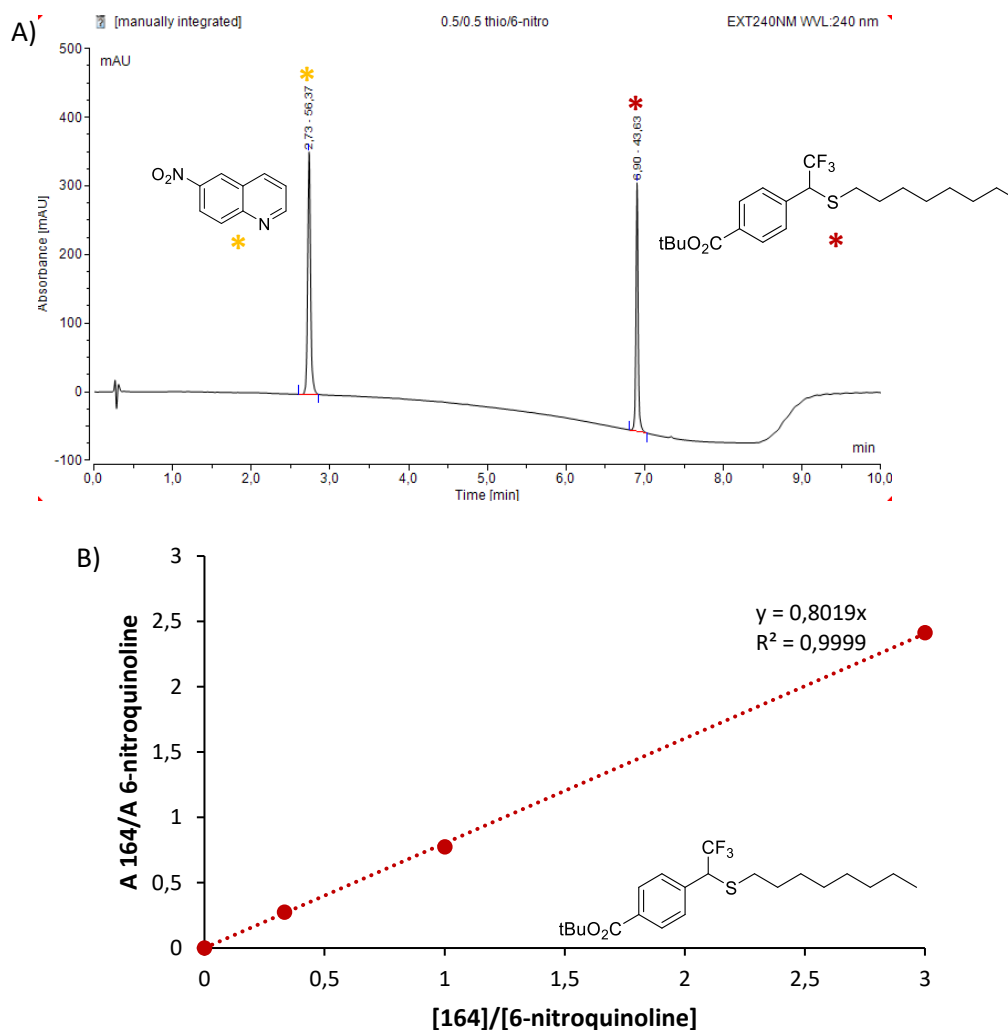 A)
[manually integrated] 0.5/0.5 thio/6-nitro EXT240NM WVL:240 nm
mAU
Absorbance [mAU]
500
400
300
200
100
0
-100
2,73 - 56,37
6,90 - 43,63
*
*
O2N
N
*
CF3
S
tBuO2C
*
min
0,0 1,0 2,0 3,0 4,0 5,0 6,0 7,0 8,0 9,0 10,0
Time [min]
B)
A 164/A 6-nitroquinoline
3
2,5
2
1,5
1
0,5
0
y = 0,8019x
R² = 0,9999
CF3
S
tBuO2C
0 0,5 1 1,5 2 2,5 3
[164]/[6-nitroquinoline]